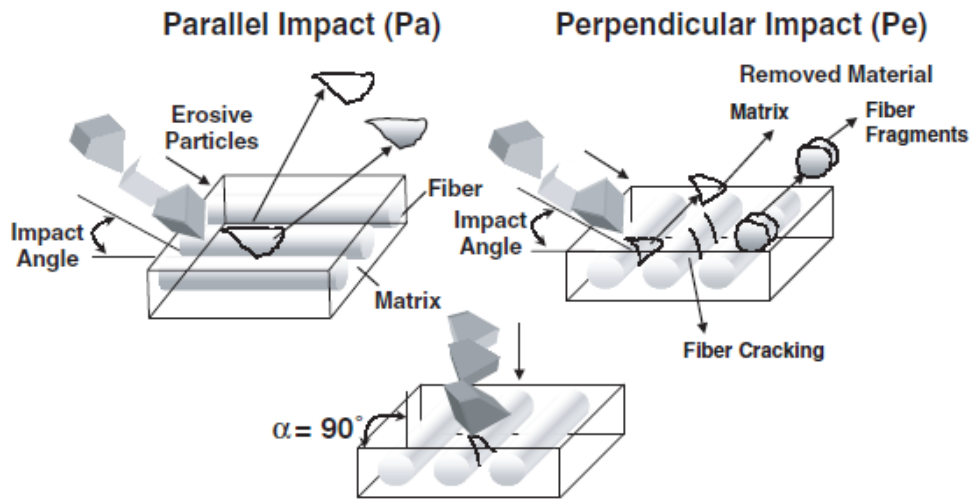 Parallel Impact (Pa)
Perpendicular Impact (Pe)
Erosive
Particles
Fiber
Impact
Angle
Matrix
Removed Material
Matrix
Fiber
Fragments
Impact
Angle
Fiber Cracking
α = 90°